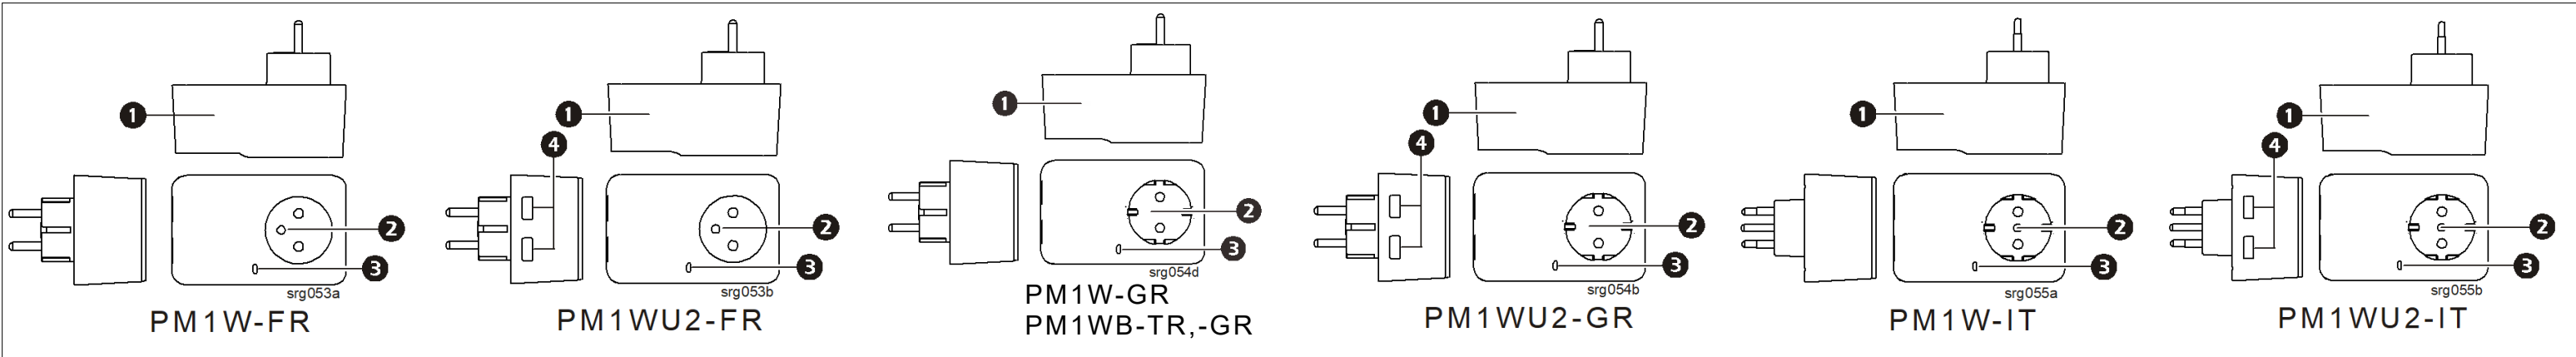 1
4
2
3
srg053a
PM1W-FR
1
4
2
3
srg053b
PM1WU2-FR
1
2
3
srg054d
PM1W-GR
PM1WB-TR,-GR
1
4
2
3
srg054b
PM1WU2-GR
1
2
3
srg055a
PM1W-IT
1
4
2
3
srg055b
PM1WU2-IT